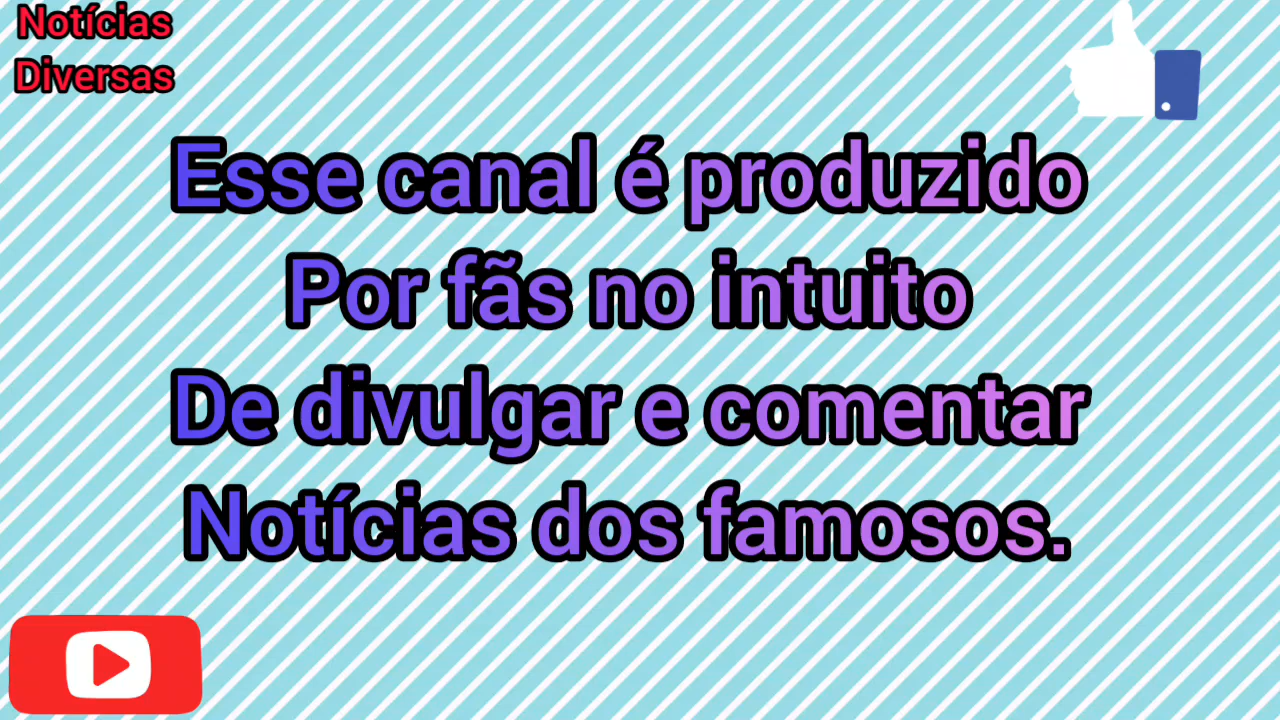 Notícias
Diversas
Esse canal é produzido
Por fãs no intuito
De divulgar e comentar
Notícias dos famosos.